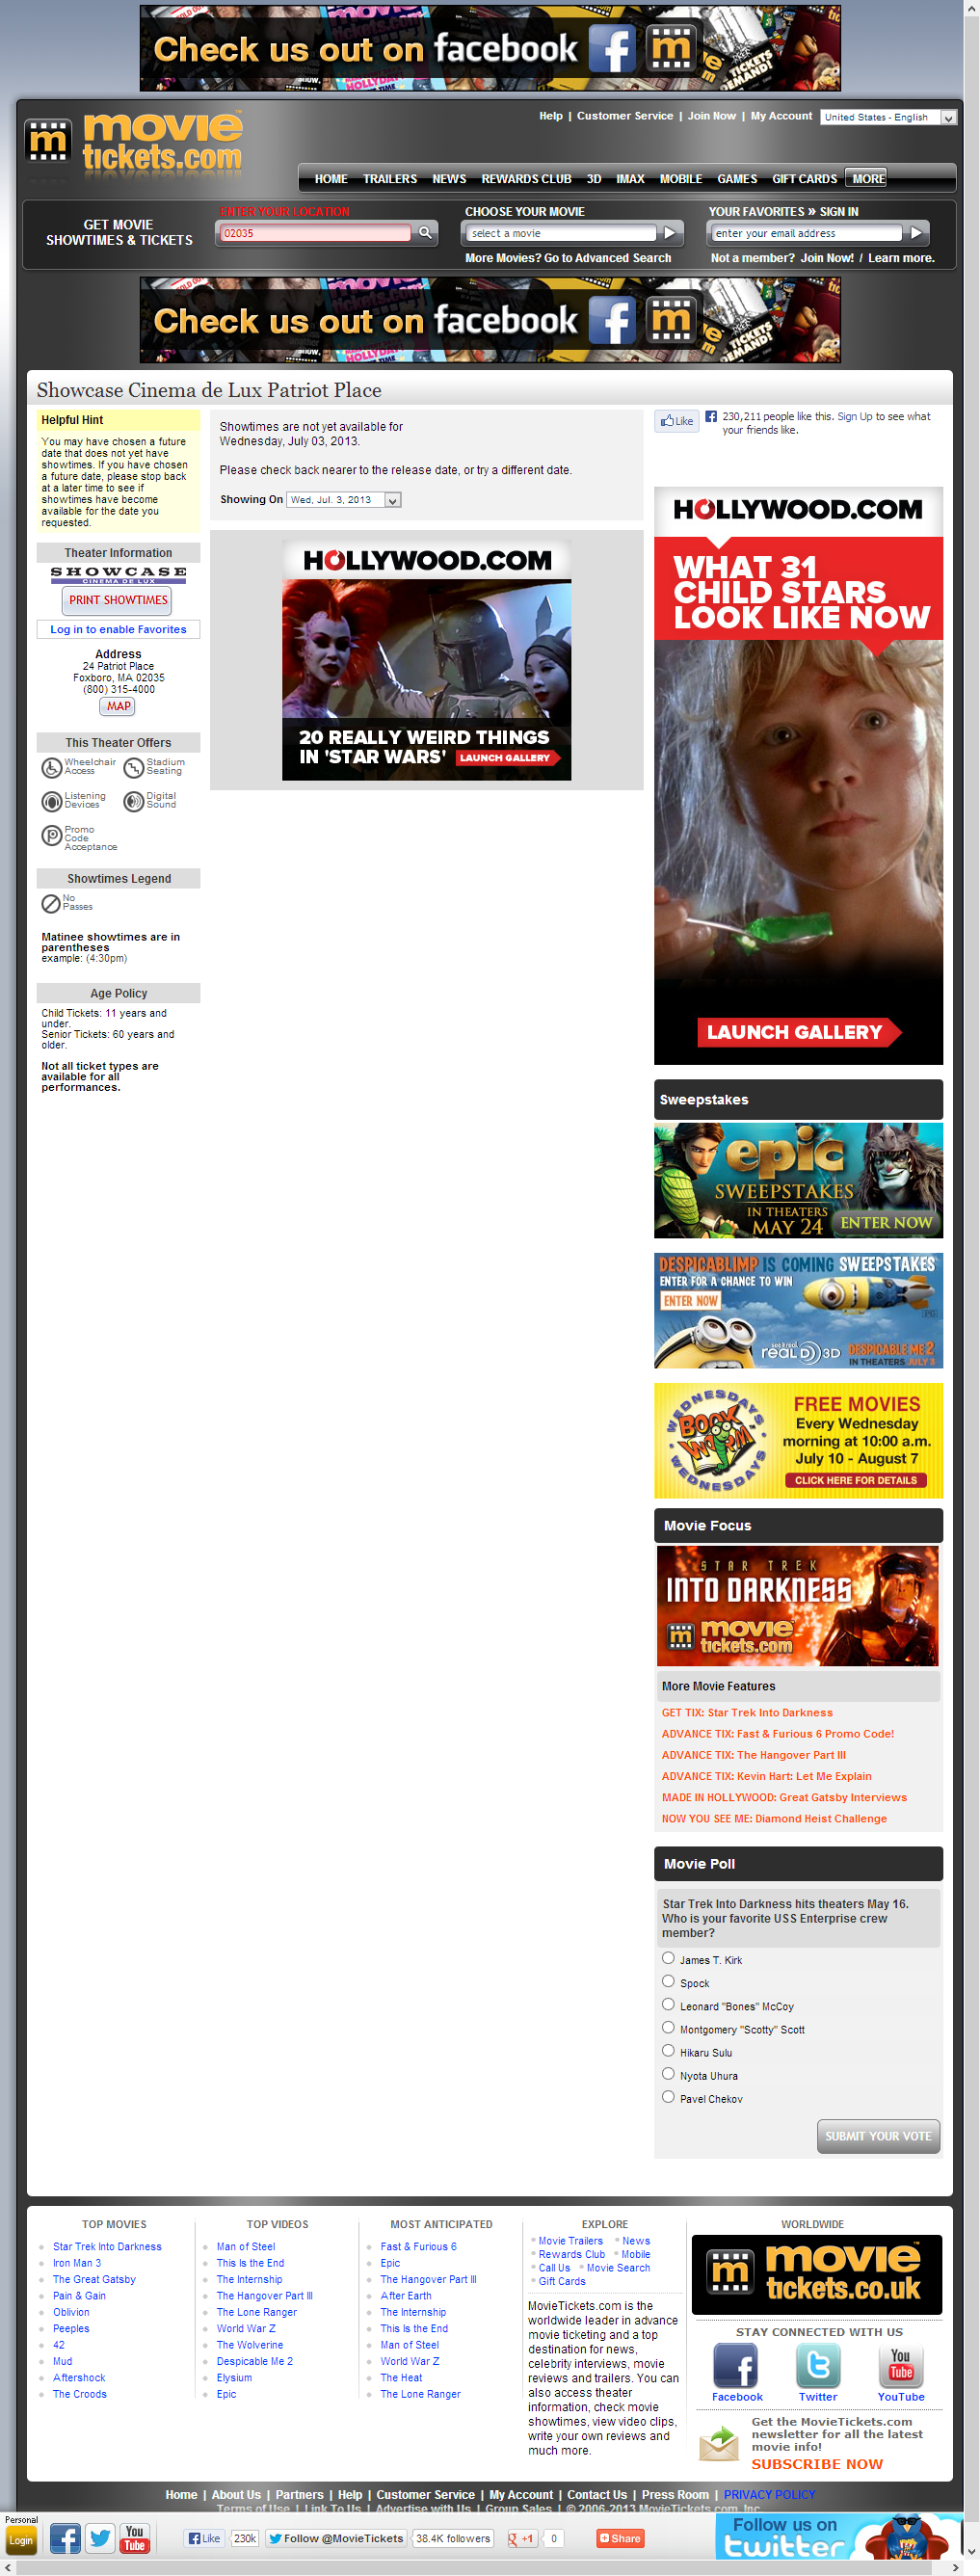 Check us out on facebook
movie tickets.com
Help | Customer Service | Join Now | My Account
United States - English
HOME TRAILERS NEWS REWARDS CLUB 3D IMAX MOBILE GAMES GIFT CARDS MORE
GET MOVIE
SHOWTIMES & TICKETS
ENTER YOUR LOCATION
02035
CHOOSE YOUR MOVIE
select a movie
More Movies? Go to Advanced Search
YOUR FAVORITES » SIGN IN
enter your email address
Not a member? Join Now! / Learn more.
Check us out on facebook
Showcase Cinema de Lux Patriot Place
Helpful Hint
You may have chosen a future
date that does not yet have
showtimes. If you have chosen
a future date, please stop back
at a later time to see if
showtimes have become
available for the date you
requested.
Theater Information
SHOWCASE
CINEMA DE LUX
PRINT SHOWTIMES
Log in to enable Favorites
Address
24 Patriot Place
Foxboro, MA 02035
(800) 315-4000
MAP
This Theater Offers
Wheelchair Access
Stadium Seating
Listening Devices
Digital Sound
Promo Code Acceptance
Showtimes Legend
No Passes
Matinee showtimes are in
parentheses
example: (4:30pm)
Age Policy
Child Tickets: 11 years and
under.
Senior Tickets: 60 years and
older.
Not all ticket types are
available for all
performances.
Showtimes are not yet available for
Wednesday, July 03, 2013.
Please check back nearer to the release date, or try a different date.
Showing On Wed, Jul. 3, 2013
HOLLYWOOD.COM
20 REALLY WEIRD THINGS
IN 'STAR WARS' LAUNCH GALLERY
Like
230,211 people like this. Sign Up to see what
your friends like.
HOLLYWOOD.COM
WHAT 31
CHILD STARS
LOOK LIKE NOW
LAUNCH GALLERY
Sweepstakes
epic
SWEEPSTAKES
IN THEATERS
MAY 24
ENTER NOW
DESPICABLIMP IS COMING SWEEPSTAKES
ENTER FOR A CHANCE TO WIN
ENTER NOW
REAL D 3D
DESPICABLE ME 2
IN THEATERS JULY 3
WEDNESDAYS
BOOK WORM
WEDNESDAYS
FREE MOVIES
Every Wednesday
morning at 10:00 a.m.
July 10 - August 7
CLICK HERE FOR DETAILS
Movie Focus
STAR TREK
INTO DARKNESS
movie tickets.com
More Movie Features
GET TIX: Star Trek Into Darkness
ADVANCE TIX: Fast & Furious 6 Promo Code!
ADVANCE TIX: The Hangover Part III
ADVANCE TIX: Kevin Hart: Let Me Explain
MADE IN HOLLYWOOD: Great Gatsby Interviews
NOW YOU SEE ME: Diamond Heist Challenge
Movie Poll
Star Trek Into Darkness hits theaters May 16.
Who is your favorite USS Enterprise crew
member?
James T. Kirk
Spock
Leonard "Bones" McCoy
Montgomery "Scotty" Scott
Hikaru Sulu
Nyota Uhura
Pavel Chekov
SUBMIT YOUR VOTE
TOP MOVIES
Star Trek Into Darkness
Iron Man 3
The Great Gatsby
Pain & Gain
Oblivion
Peeples
42
Mud
Aftershock
The Croods
TOP VIDEOS
Man of Steel
This Is the End
The Internship
The Hangover Part III
The Lone Ranger
World War Z
The Wolverine
Despicable Me 2
Elysium
Epic
MOST ANTICIPATED
Fast & Furious 6
Epic
The Hangover Part III
After Earth
The Internship
This Is the End
Man of Steel
World War Z
The Heat
The Lone Ranger
EXPLORE
Movie Trailers News
Rewards Club Mobile
Call Us Movie Search
Gift Cards
MovieTickets.com is the
worldwide leader in advance
movie ticketing and a top
destination for news,
celebrity interviews, movie
reviews and trailers. You can
also access theater
information, check movie
showtimes, view video clips,
write your own reviews and
much more.
WORLDWIDE
movie tickets.co.uk
STAY CONNECTED WITH US
Facebook Twitter YouTube
Get the MovieTickets.com
newsletter for all the latest
movie info!
SUBSCRIBE NOW
Home | About Us | Partners | Help | Customer Service | My Account | Contact Us | Press Room | PRIVACY POLICY
Terms of Use | Link To Us | Advertise with Us | Group Sales | © 2006-2013 MovieTickets.com, Inc.
Personal
Login
You Tube
Like 230k
Follow @MovieTickets 38.4K followers
+1 0
Share
Follow us on
twitter